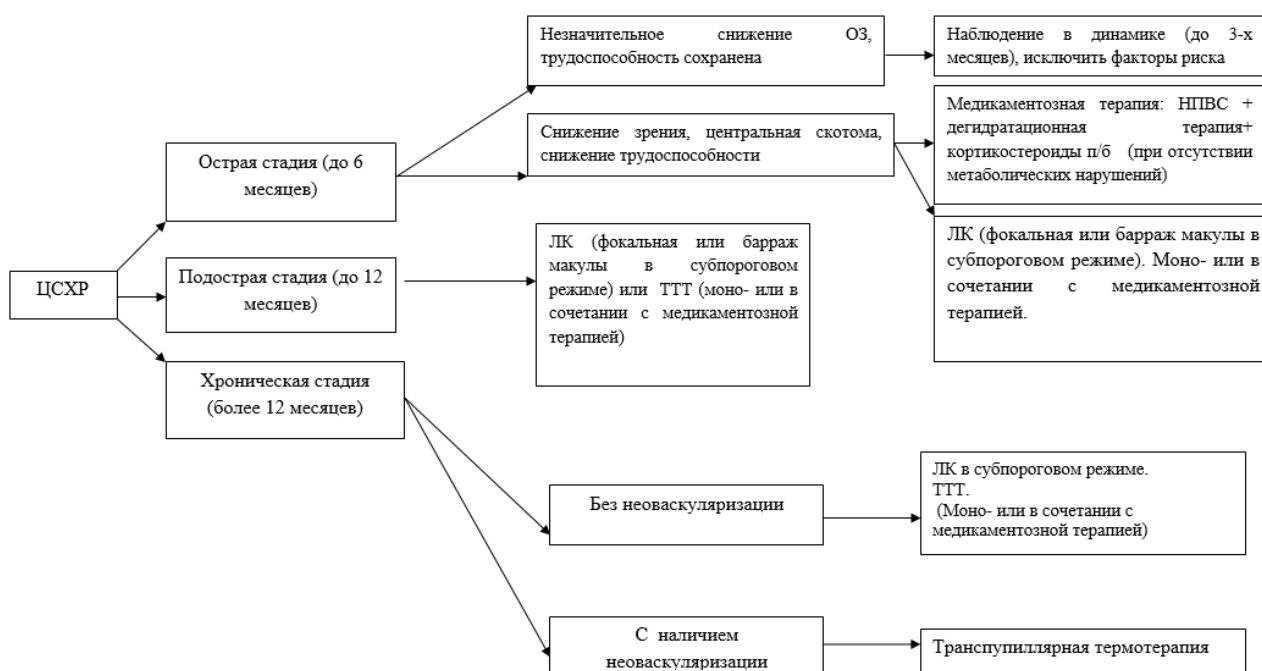 ЦСХР
Острая стадия (до 6
месяцев)
Незначительное снижение ОЗ,
трудоспособность сохранена
Наблюдение в динамике (до 3-х
месяцев), исключить факторы риска
Снижение зрения, центральная скотома,
снижение трудоспособности
Медикаментозная терапия: НПВС +
дегидратационная терапия+
кортикостероиды п/б (при отсутствии
метаболических нарушений)
ЛК (фокальная или барраж макулы в
субпороговом режиме). Моно- или в
сочетании с медикаментозной
терапией.
Подострая стадия (до 12
месяцев)
ЛК (фокальная или барраж
макулы в субпороговом
режиме) или ТТТ (моно- или в
сочетании с медикаментозной
терапией)
Хроническая стадия
(более 12 месяцев)
Без неоваскуляризации
ЛК в субпороговом режиме.
ТТТ.
(Моно- или в сочетании с
медикаментозной терапией)
С наличием
неоваскуляризации
Транспупиллярная термотерапия